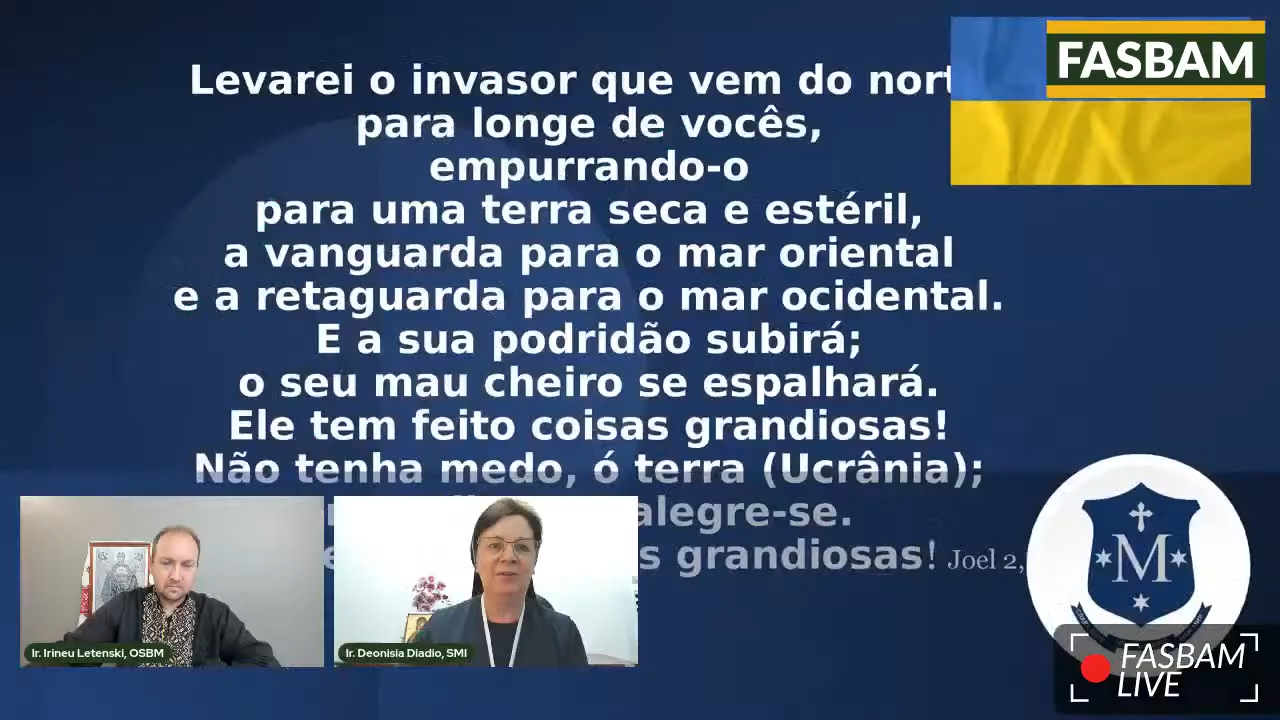 Levarei o invasor que vem do nort
para longe de vocês,
empurrando-o
para uma terra seca e estéril,
a vanguarda para o mar oriental
e a retaguarda para o mar ocidental.
E a sua podridão subirá;
o seu mau cheiro se espalhará.
Ele tem feito coisas grandiosas!
Não tenha medo, ó terra (Ucrânia);
alegre-se.
s grandiosas! Joel 2,
FASBAM
Ir. Irineu Letenski, OSBM
Ir. Deonisia Diadio, SMI
M
FASBAM
LIVE